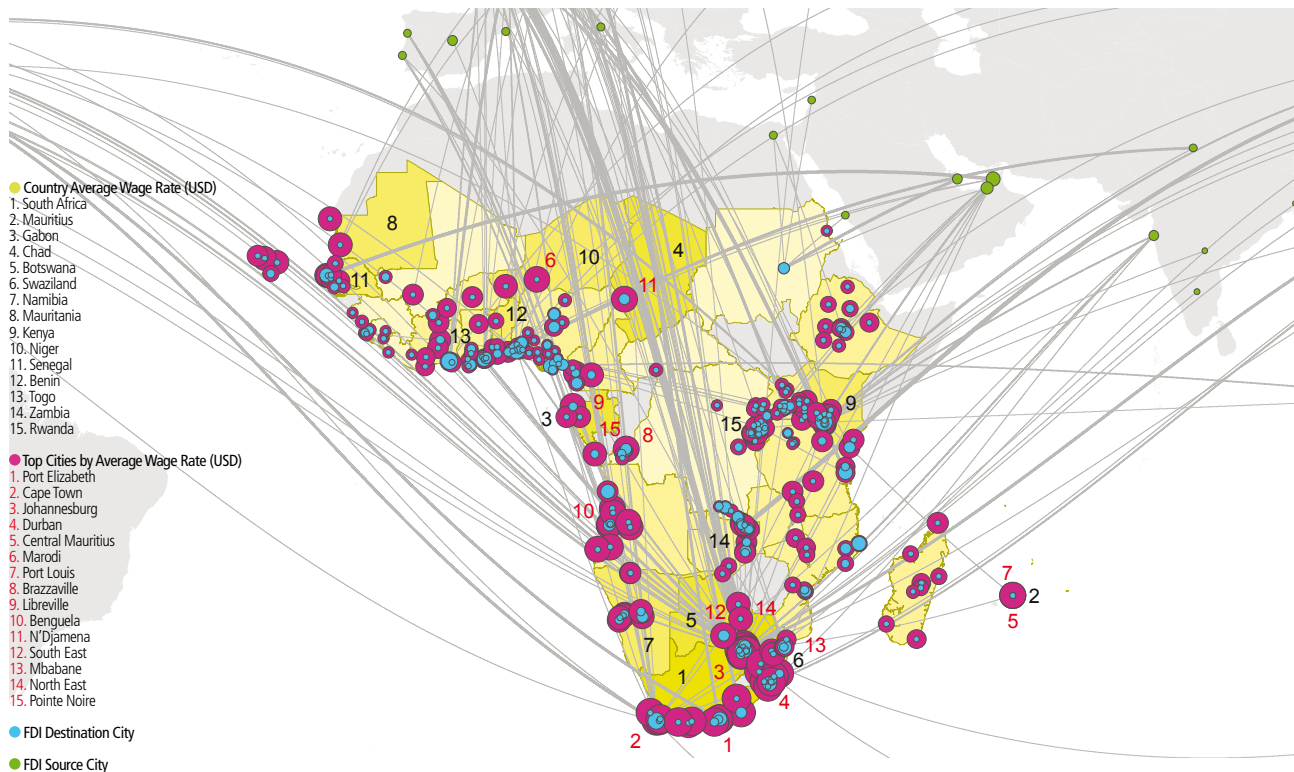 Country Average Wage Rate (USD)
1. South Africa
2. Mauritius
3. Gabon
4. Chad
5. Botswana
6. Swaziland
7. Namibia
8. Mauritania
9. Kenya
10. Niger
11. Senegal
12. Benin
13. Togo
14. Zambia
15. Rwanda
Top Cities by Average Wage Rate (USD)
1. Port Elizabeth
2. Cape Town
3. Johannesburg
4. Durban
5. Central Mauritius
6. Marodi
7. Port Louis
8. Brazzaville
9. Libreville
10. Benguela
11. N'Djamena
12. South East
13. Mbabane
14. North East
15. Pointe Noire
FDI Destination City
FDI Source City
8
10
4
6
11
11
12
13
9
9
3
15
8
15
10
14
7
2
5
12
14
5
7
13
6
3
1
4
2
1